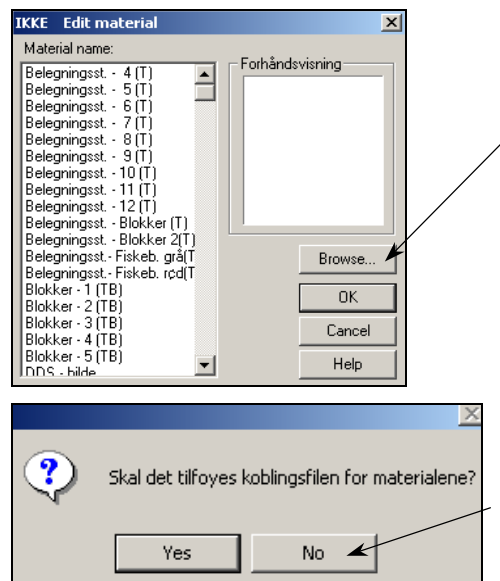 IKKE   Edit material
Material name:
Belegningsst. - 4 (T)
Belegningsst. - 5 (T)
Belegningsst. - 6 (T)
Belegningsst. - 7 (T)
Belegningsst. - 8 (T)
Belegningsst. - 9 (T)
Belegningsst. - 10 (T)
Belegningsst. - 11 (T)
Belegningsst. - 12 (T)
Belegningsst. - Blokker (T)
Belegningsst. - Blokker 2(T)
Belegningsst.- Fiskeb. grå(T
Belegningsst.- Fiskeb. rød(T
Blokker - 1 (TB)
Blokker - 2 (TB)
Blokker - 3 (TB)
Blokker - 4 (TB)
Blokker - 5 (TB)
DDS - bilde
Forhåndsvisning
Browse...
OK
Cancel
Help
Skal det tilfoyes koblingsfilen for materialene?
Yes
No